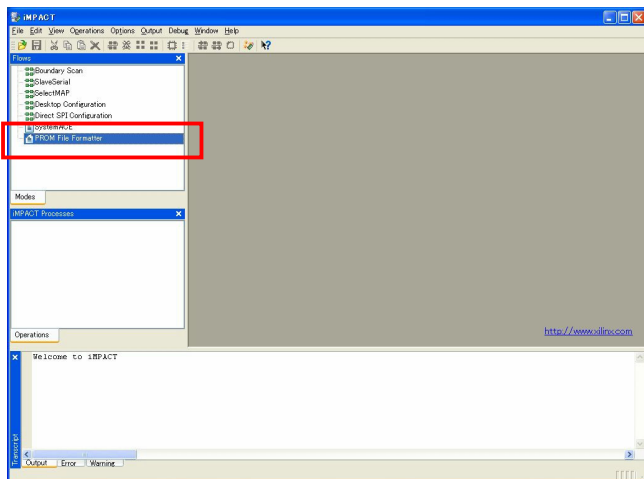 iMPACT
File Edit View Operations Options Output Debug Window Help
Flows
Boundary Scan
SlaveSerial
SelectMAP
Desktop Configuration
Direct SPI Configuration
SystemACE
PROM File Formatter
Modes
iMPACT Processes
Operations
http://www.xilinx.com
Welcome to iMPACT
Transcript
Output Error Warning